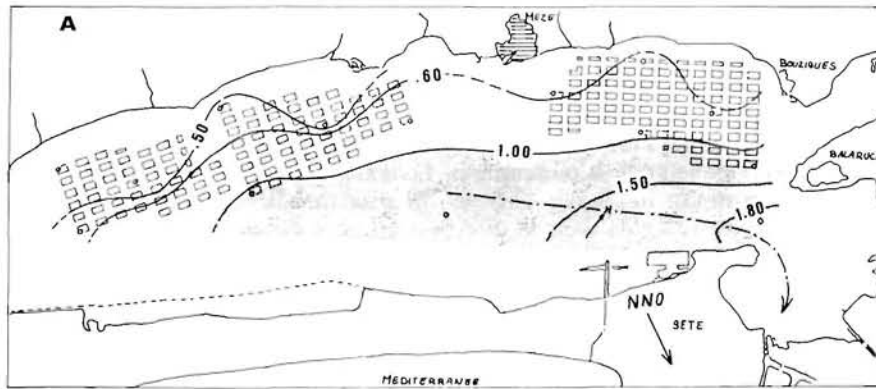 A
MEZE
BOUZIGUES
.60
.50
1.00
BALARUC
1.50
1.80
NNO
SETE
MEDITERRANEE